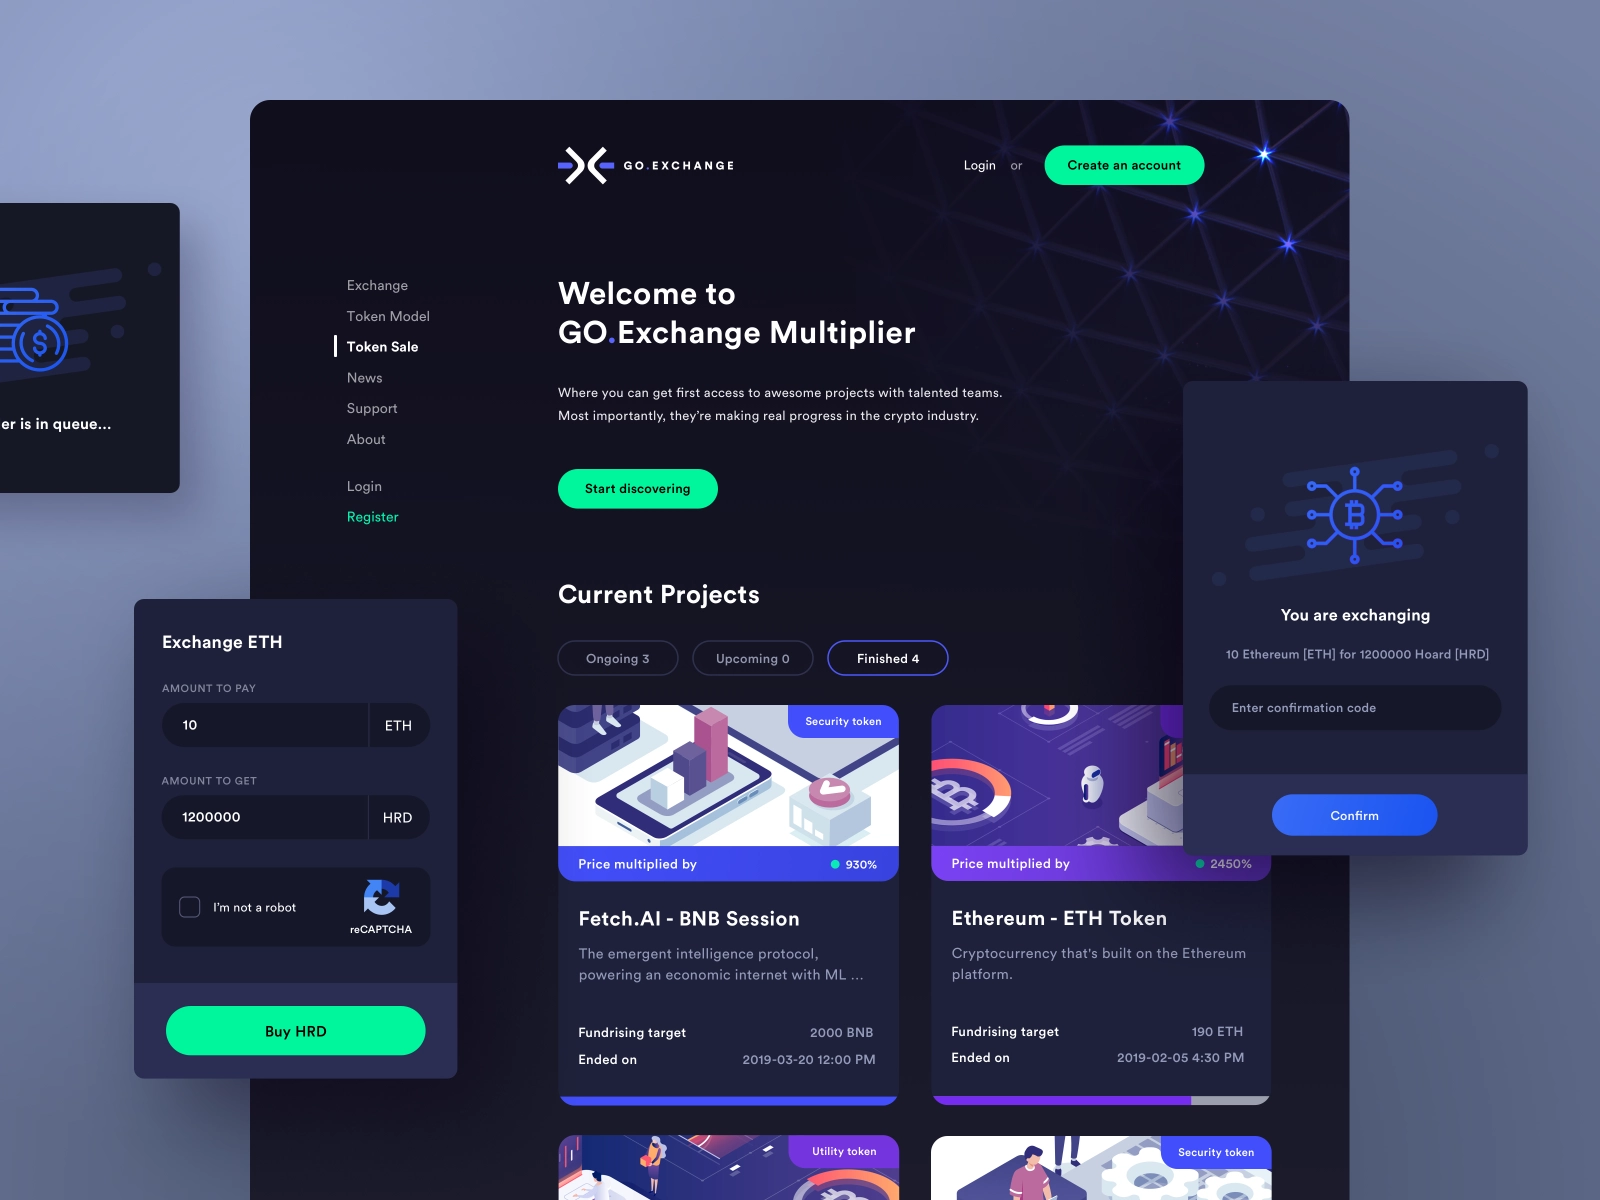 GO.EXCHANGE
Login or Create an account
Exchange
Token Model
Token Sale
News
Support
About
Login
Register
Welcome to
GO.Exchange Multiplier
Where you can get first access to awesome projects with talented teams.
Most importantly, they're making real progress in the crypto industry.
Start discovering
er is in queue...
Current Projects
Ongoing 3
Upcoming 0
Finished 4
Exchange ETH
AMOUNT TO PAY
10 ETH
AMOUNT TO GET
1200000 HRD
I'm not a robot
reCAPTCHA
Buy HRD
You are exchanging
10 Ethereum [ETH] for 1200000 Hoard [HRD]
Enter confirmation code
Confirm
Security token
Price multiplied by 930%
Fetch.AI - BNB Session
The emergent intelligence protocol,
powering an economic internet with ML ...
Fundrising target 2000 BNB
Ended on 2019-03-20 12:00 PM
Price multiplied by 2450%
Ethereum - ETH Token
Cryptocurrency that's built on the Ethereum
platform.
Fundrising target 190 ETH
Ended on 2019-02-05 4:30 PM
Utility token
Security token